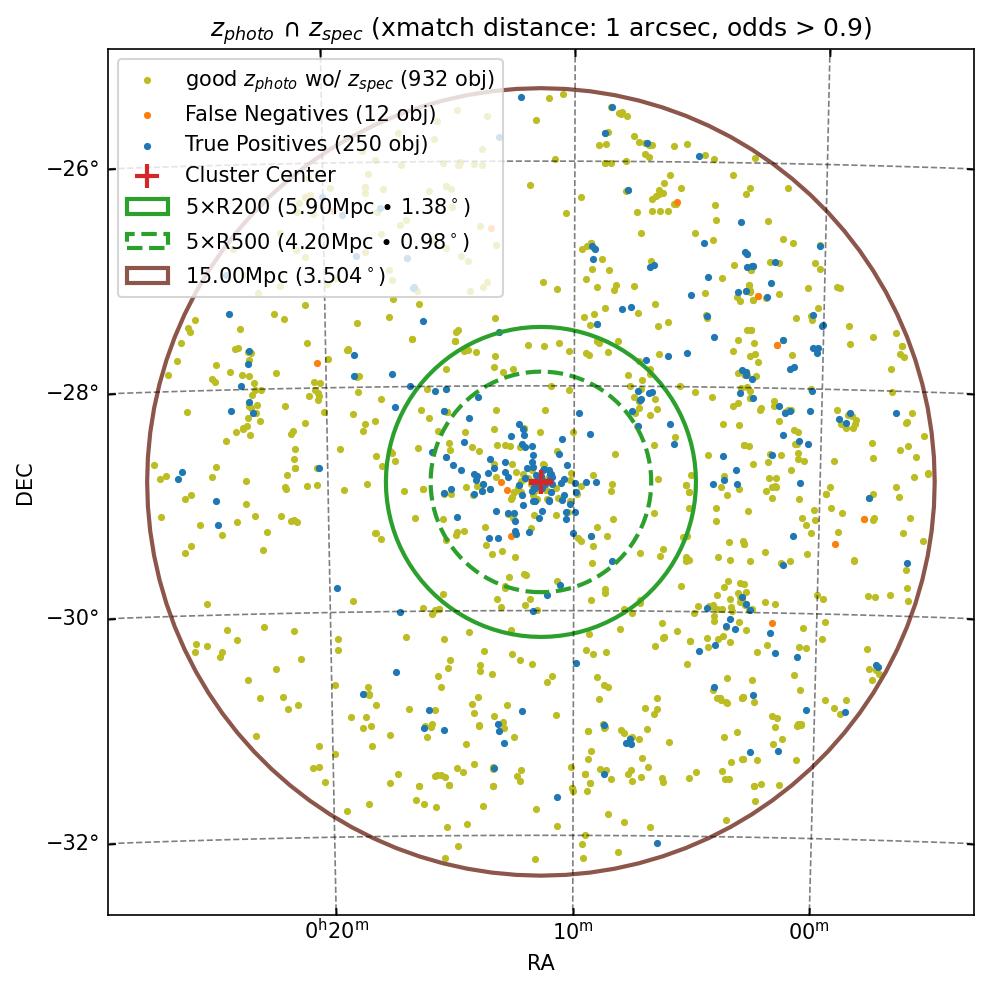 z_photo ∩ z_spec (xmatch distance: 1 arcsec, odds > 0.9)
good z_photo wo/ z_spec (932 obj)
False Negatives (12 obj)
True Positives (250 obj)
Cluster Center
5×R200 (5.90Mpc • 1.38°)
5×R500 (4.20Mpc • 0.98°)
15.00Mpc (3.504°)
−26°
−28°
−30°
−32°
DEC
0ʰ20ᵐ 10ᵐ 00ᵐ
RA